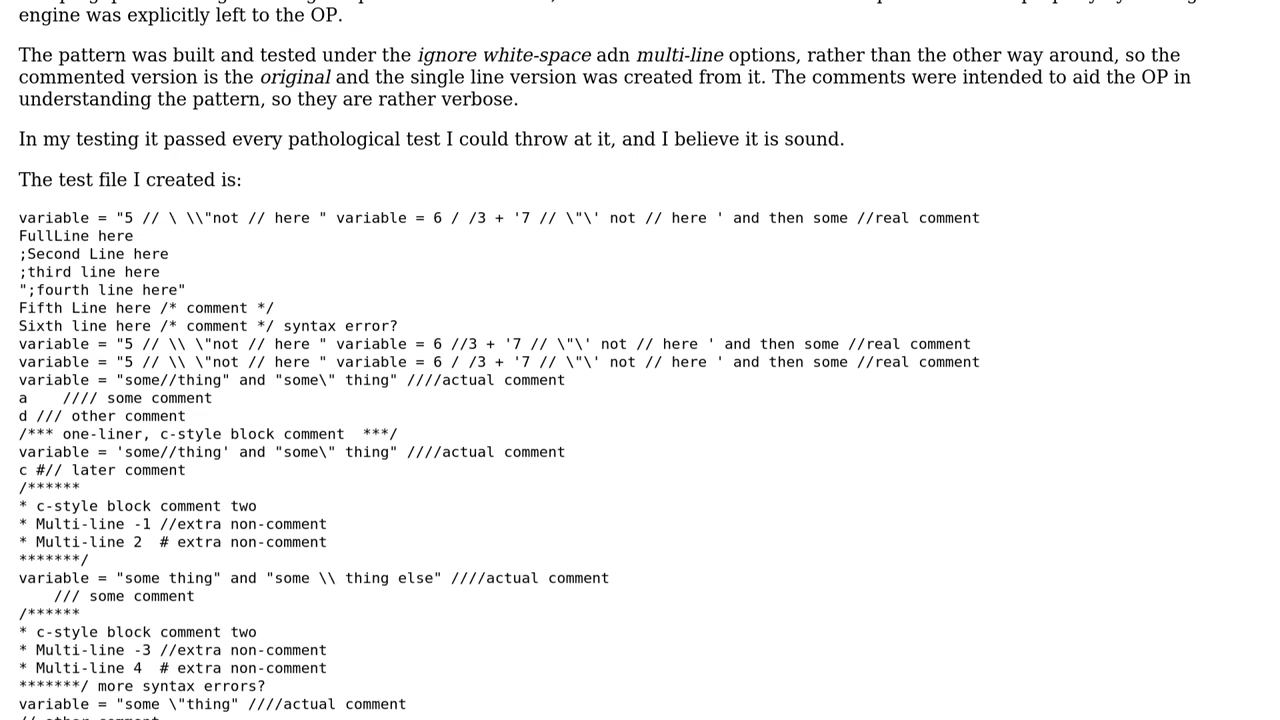 engine was explicitly left to the OP.
The pattern was built and tested under the ignore white-space adn multi-line options, rather than the other way around, so the
commented version is the original and the single line version was created from it. The comments were intended to aid the OP in
understanding the pattern, so they are rather verbose.
In my testing it passed every pathological test I could throw at it, and I believe it is sound.
The test file I created is:
variable = "5 // \ \\"not // here " variable = 6 / /3 + '7 // \"\' not // here ' and then some //real comment
FullLine here
;Second Line here
;third line here
";fourth line here"
Fifth Line here /* comment */
Sixth line here /* comment */ syntax error?
variable = "5 // \\ \"not // here " variable = 6 //3 + '7 // \"\' not // here ' and then some //real comment
variable = "5 // \\ \"not // here " variable = 6 / /3 + '7 // \"\' not // here ' and then some //real comment
variable = "some//thing" and "some\" thing" ////actual comment
a    //// some comment
d /// other comment
/*** one-liner, c-style block comment  ***/
variable = 'some//thing' and "some\" thing" ////actual comment
c #// later comment
/******
* c-style block comment two
* Multi-line -1 //extra non-comment
* Multi-line 2  # extra non-comment
*******/
variable = "some thing" and "some \\ thing else" ////actual comment
    /// some comment
/******
* c-style block comment two
* Multi-line -3 //extra non-comment
* Multi-line 4  # extra non-comment
*******/ more syntax errors?
variable = "some \"thing" ////actual comment